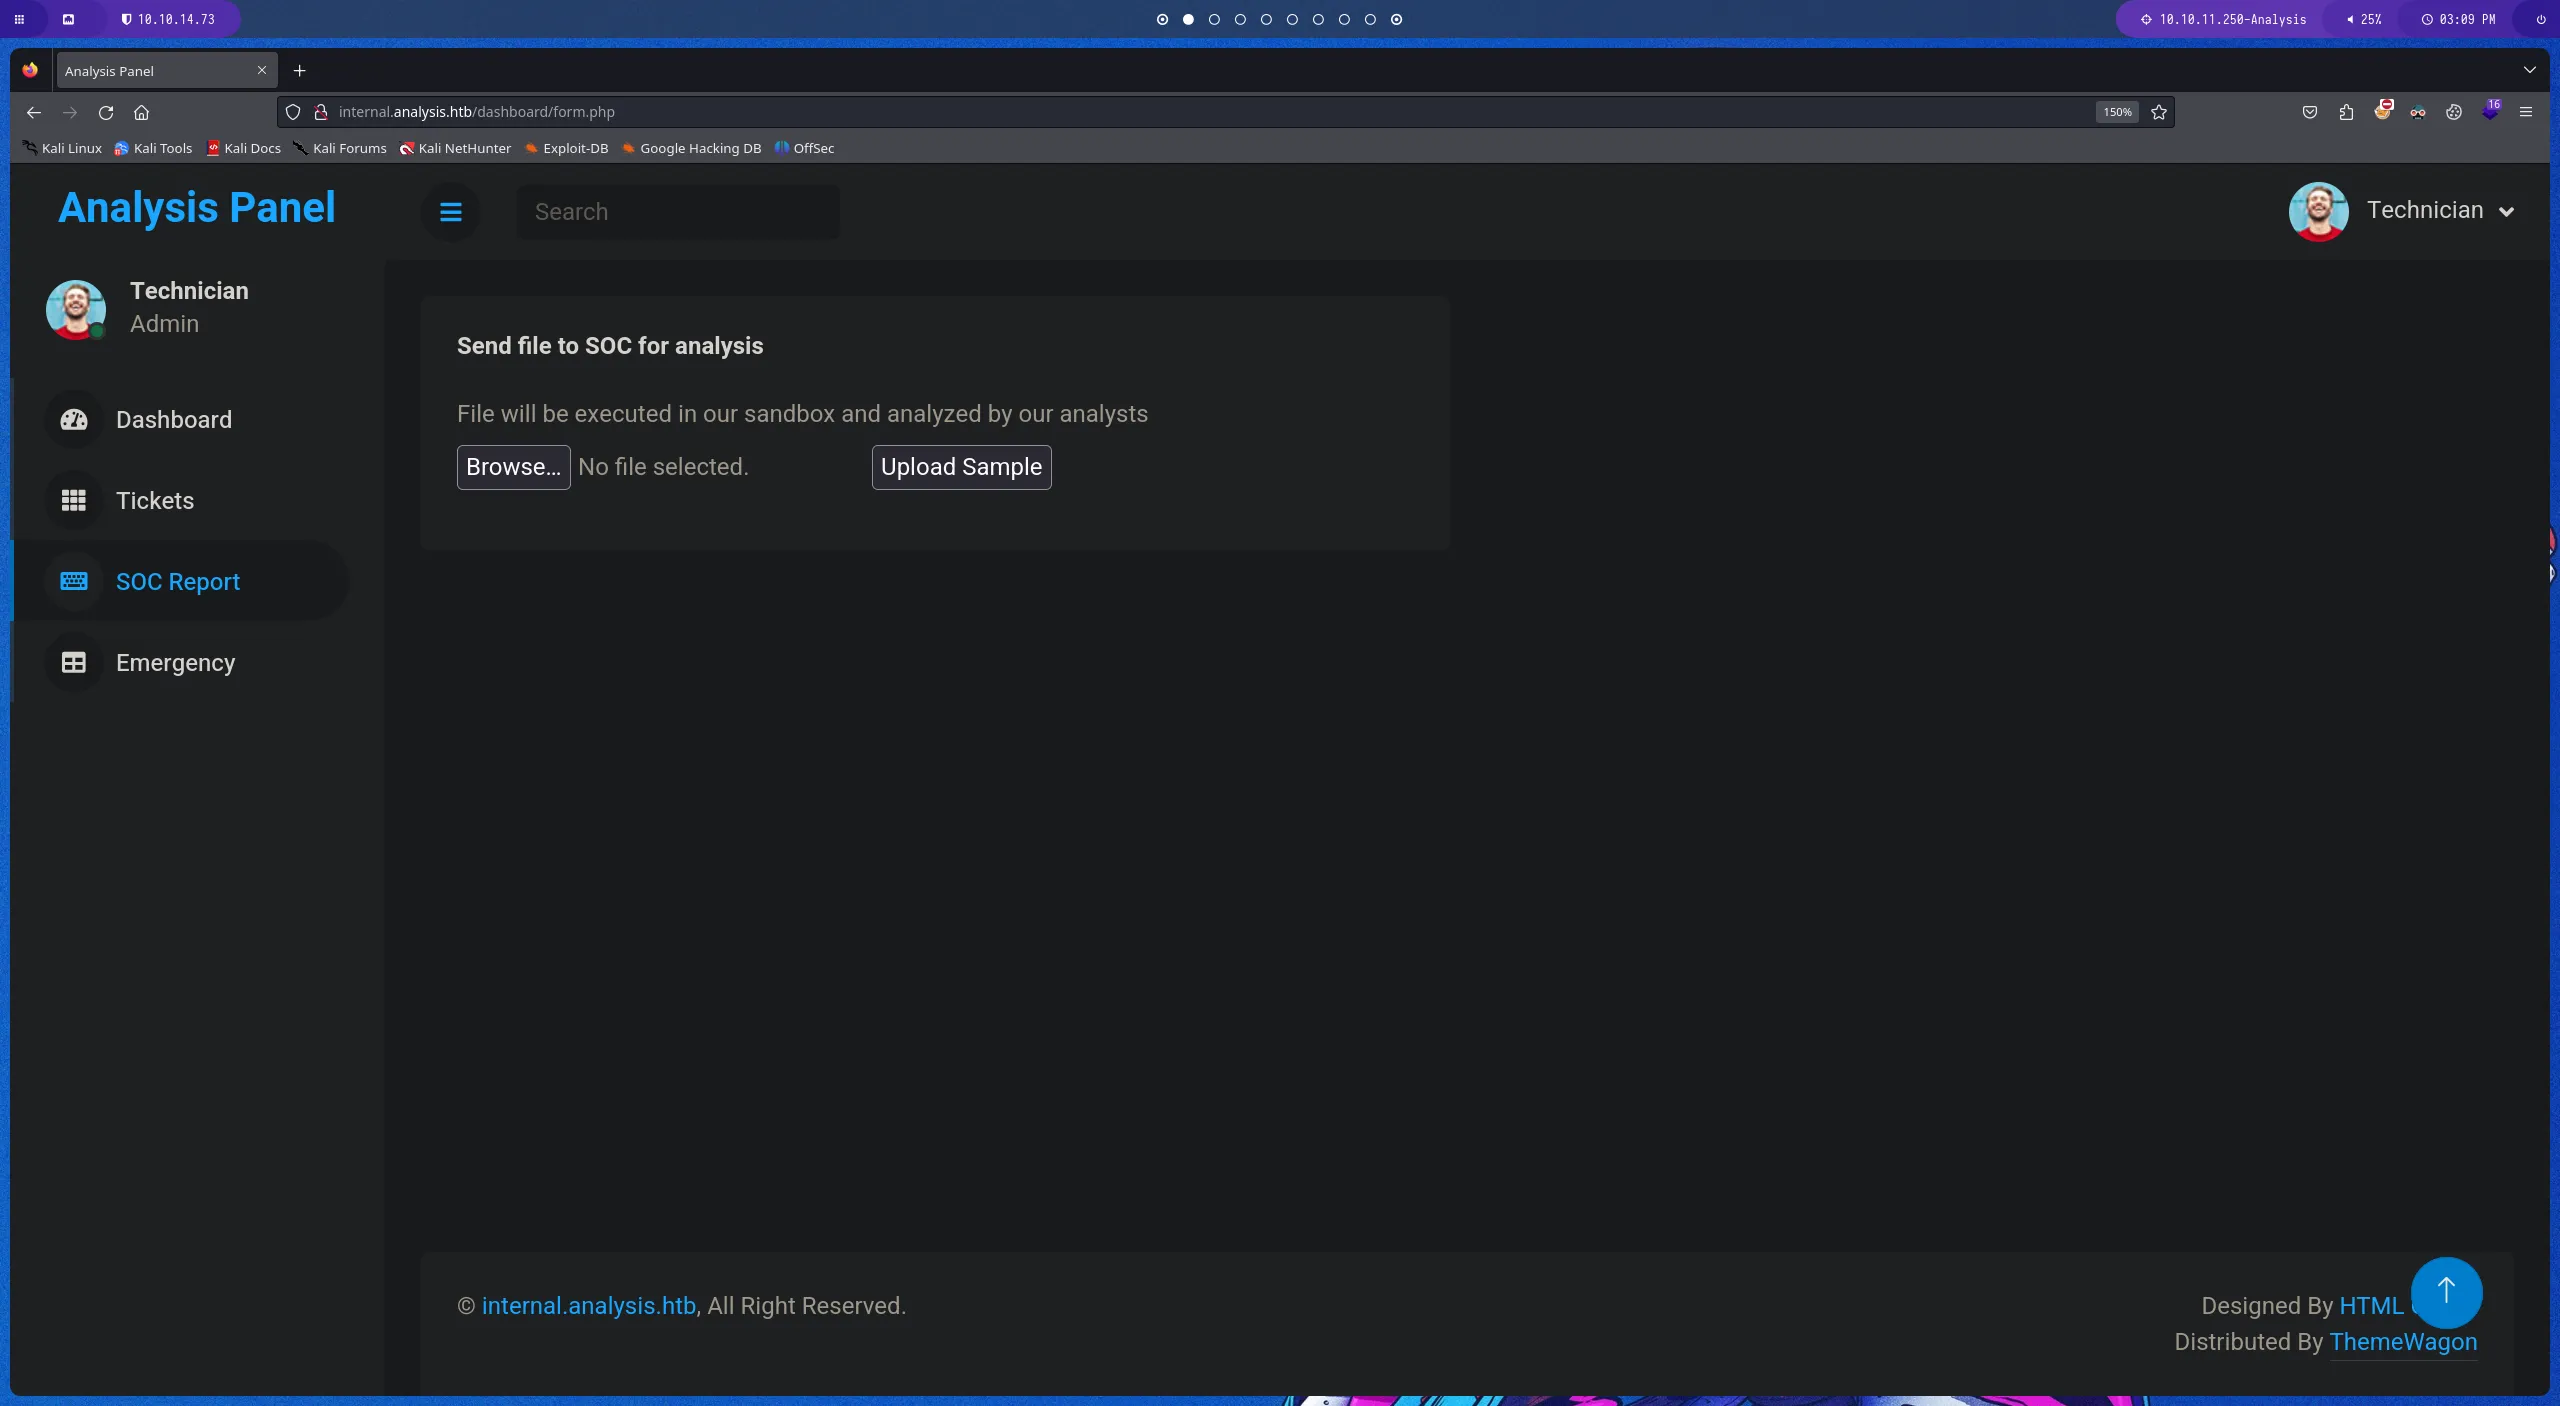 10.10.14.73
10.10.11.250-Analysis
25%
03:09 PM
Analysis Panel
internal.analysis.htb/dashboard/form.php
150%
16
Kali Linux
Kali Tools
Kali Docs
Kali Forums
Kali NetHunter
Exploit-DB
Google Hacking DB
OffSec
Analysis Panel
Search
Technician
Technician
Admin
Dashboard
Tickets
SOC Report
Emergency
Send file to SOC for analysis
File will be executed in our sandbox and analyzed by our analysts
Browse...
No file selected.
Upload Sample
© internal.analysis.htb, All Right Reserved.
Designed By HTML
Distributed By ThemeWagon